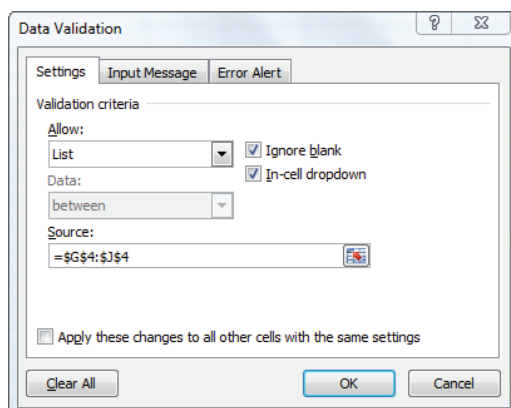 Data Validation
Settings Input Message Error Alert
Validation criteria
Allow:
List
Ignore blank
In-cell dropdown
Data:
between
Source:
=$G$4:$J$4
Apply these changes to all other cells with the same settings
Clear All OK Cancel